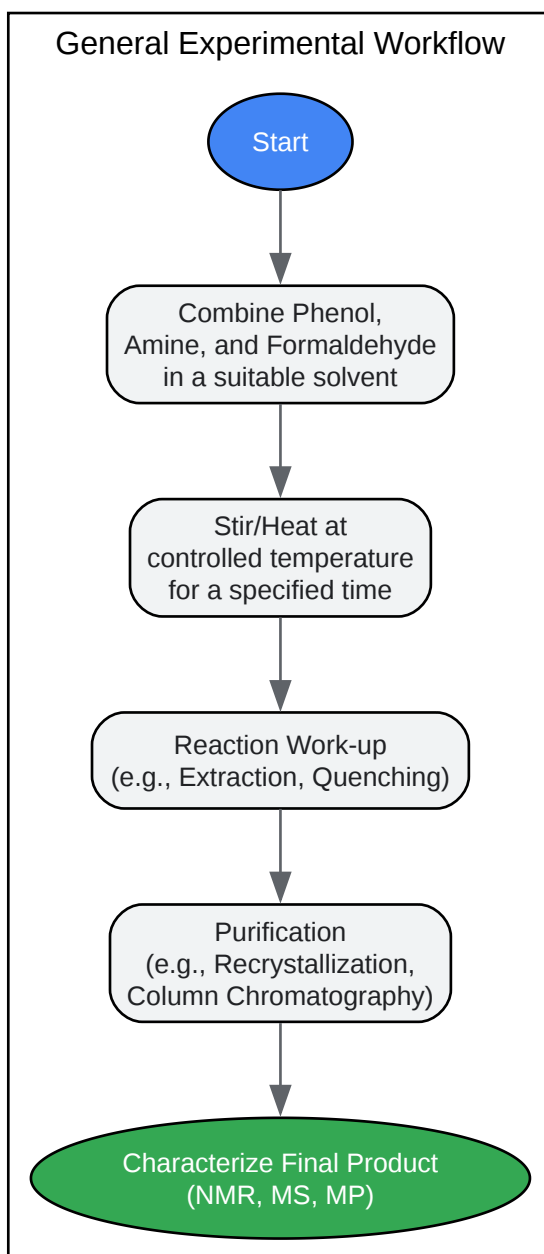 General Experimental Workflow
Start
Combine Phenol,
Amine, and Formaldehyde
in a suitable solvent
Stir/Heat at
controlled temperature
for a specified time
Reaction Work-up
(e.g., Extraction, Quenching)
Purification
(e.g., Recrystallization,
Column Chromatography)
Characterize Final Product
(NMR, MS, MP)